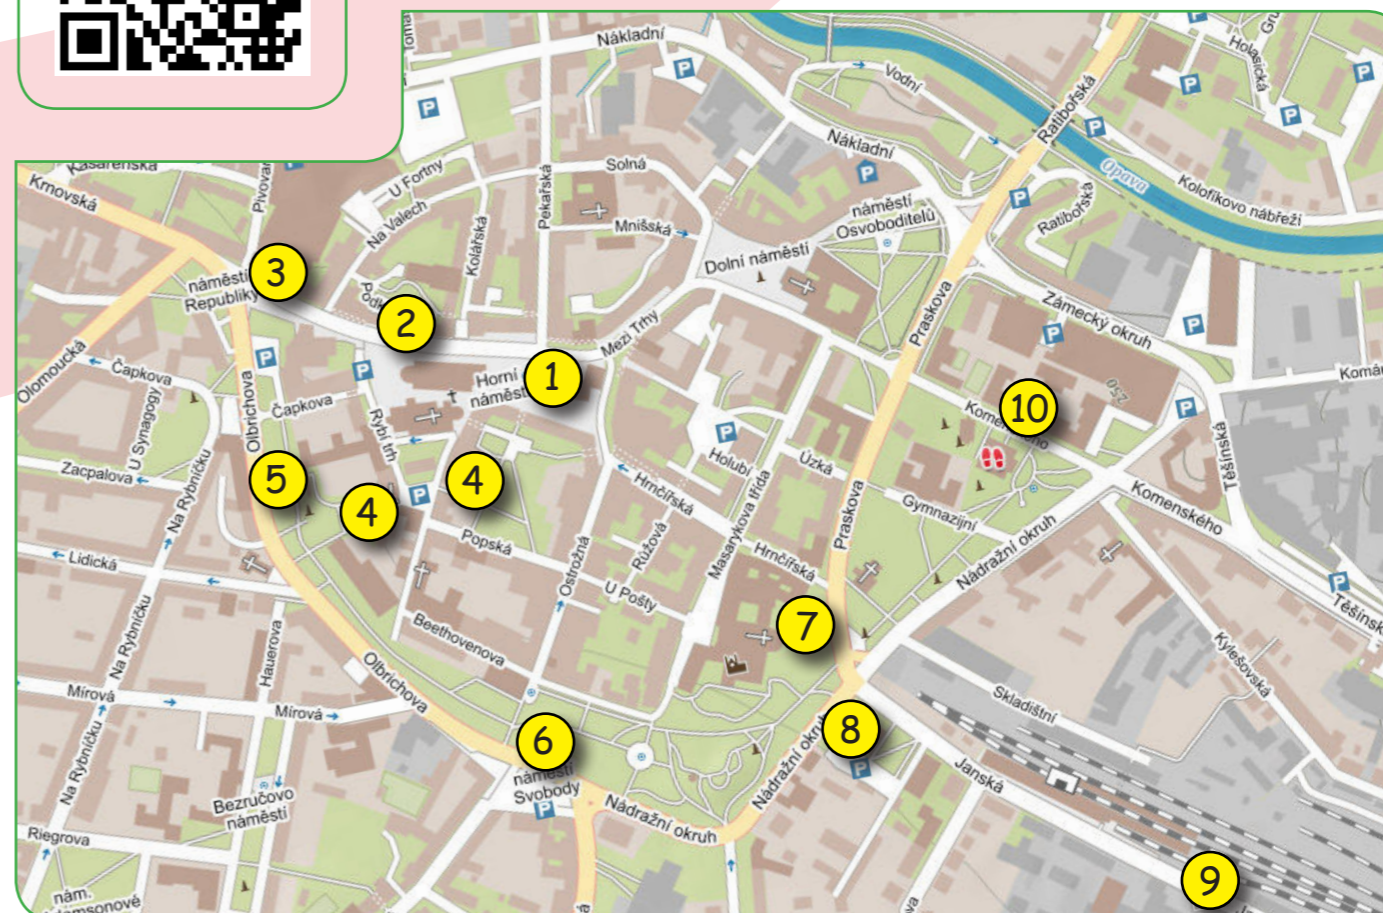 Nákladní
Vodní
Nákladní
Ratibořská
Holasická
Opava
Kolofíkovo nábřeží
Kasárenská
Krnovská
U Fortny
Na Valech
Kolářská
Pekařská
Solná
Mnišská
náměstí
Osvoboditelů
Ratibořská
Dolní náměstí
náměstí
Republiky
3
2
Mezi Trhy
Praskova
Zámecký okruh
Olomoucká
Čapkova
U Synagogy
Olbrichova
Čapkova
Rybí trh
Horní
1
10
250
Těšínská
Zacpalova
Na Rybníčku
5
4
4
Holubí
Úzká
Hrnčířská
Masarykova třída
Praskova
Gymnazijní
Komenského
Lidická
Popská
Ostrožná
Růžová
U Pošty
Hrnčířská
Nádražní okruh
Na Rybníčku
Hauerova
Beethovenova
7
Kylešovská
Mírová
Mírová
Olbrichova
6
8
Skladištní
Na Rybníčku
náměstí
Svobody
Nádražní okruh
Janská
Bezručovo
náměstí
Nádražní okruh
Riegrova
9
nám.